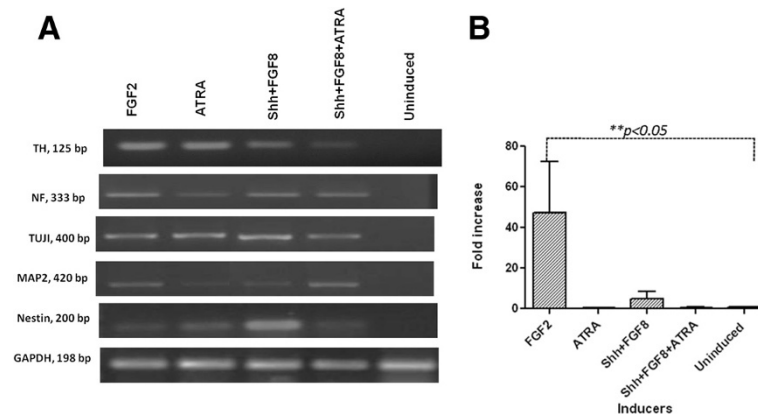 A
FGF2
ATRA
Shh+FGF8
Shh+FGF8+ATRA
Uninduced
TH, 125 bp
NF, 333 bp
TUJI, 400 bp
MAP2, 420 bp
Nestin, 200 bp
GAPDH, 198 bp
B
**p<0.05
80
60
40
20
0
Fold increase
FGF2
ATRA
Shh+FGF8
Shh+FGF8+ATRA
Uninduced
Inducers